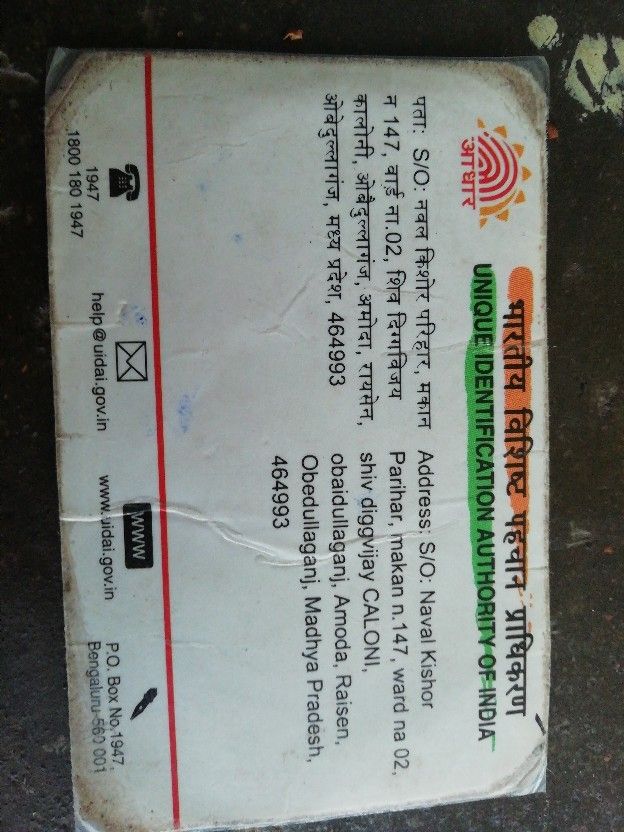 भारतीय विशिष्ट पहचान प्राधिकरण
UNIQUE IDENTIFICATION AUTHORITY OF INDIA
आधार
पता: S/O: नवल किशोर परिहार, मकान
न 147, वार्ड ना.02, शिव दिग्गविजय
कालोनी, ओबैदुल्लागंज, अमोदा, रायसेन,
ओबेदुल्लागंज, मध्य प्रदेश, 464993
Address: S/O: Naval Kishor
Parihar, makan n.147, ward na 02,
shiv diggvijay CALONI,
obaidullaganj, Amoda, Raisen,
Obedullaganj, Madhya Pradesh,
464993
1947
1800 180 1947
help@uidai.gov.in
www
www.uidai.gov.in
P.O. Box No.1947,
Bengaluru-560 001